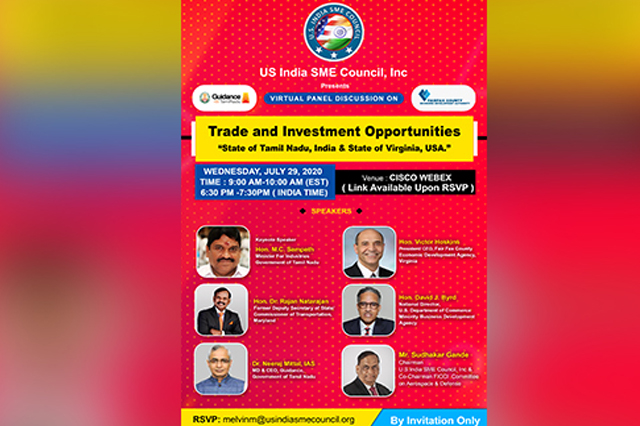 U.S. INDIA SME COUNCIL
US India SME Council, Inc
Presents
Guidance
VIRTUAL PANEL DISCUSSION ON
FAIRFAX COUNTY
ECONOMIC DEVELOPMENT AUTHORITY
Trade and Investment Opportunities
“State of Tamil Nadu, India & State of Virginia, USA.”
WEDNESDAY, JULY 29, 2020
TIME : 9:00 AM-10:00 AM (EST)
6:30 PM -7:30PM ( INDIA TIME)
Venue : CISCO WEBEX
( Link Available Upon RSVP )
SPEAKERS
Keynote Speaker
Hon. M.C. Sampath
Minister For Industries
Government of Tamil Nadu
Hon. Victor Hoskins
President CEO, Fair Fax County
Economic Development Agency,
Virginia
Hon. Dr. Rajan Natarajan
Former Deputy Secretary of State/
Commissioner of Transportation,
Maryland
Hon. David J. Byrd
National Director,
U.S. Department of Commerce
Minority Business Development
Agency
Dr. Neeraj Mittal, IAS
MD & CEO, Guidance,
Government of Tamil Nadu
Mr. Sudhakar Gande
Chairman
U S India SME Council, Inc &
Co-Chairman FICCI Committee
on Aerospace & Defense
RSVP: melvinm@usindiasmecouncil.org
By Invitation Only